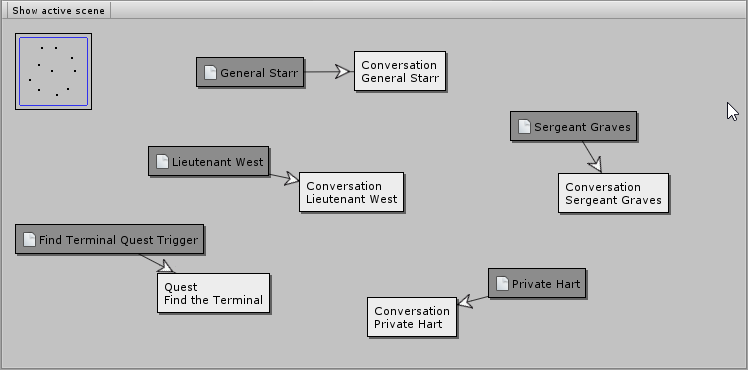 Show active scene
General Starr
Conversation
General Starr
Sergeant Graves
Lieutenant West
Conversation
Lieutenant West
Conversation
Sergeant Graves
Find Terminal Quest Trigger
Quest
Find the Terminal
Private Hart
Conversation
Private Hart